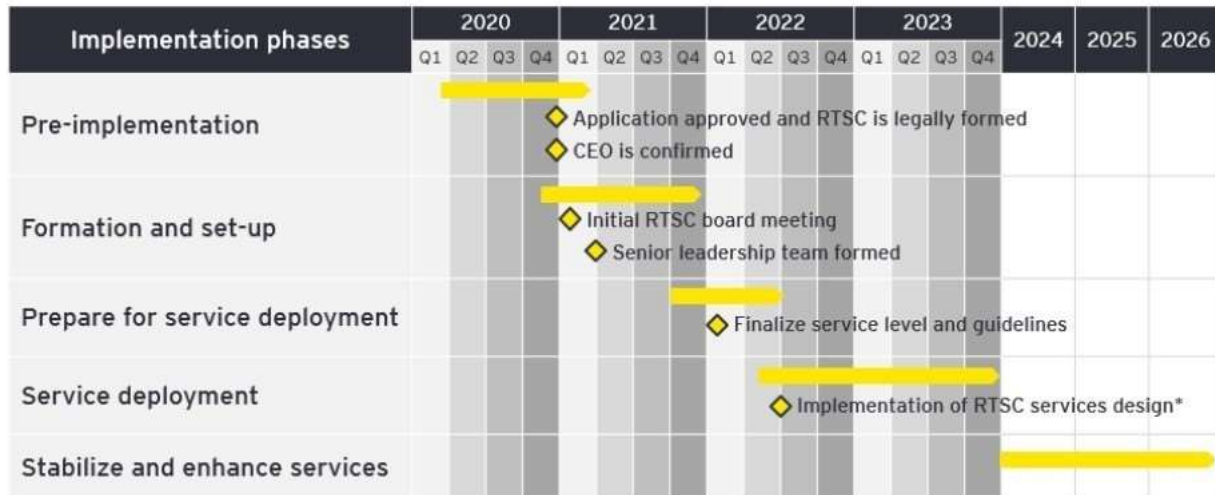 Implementation phases
2020 2021 2022 2023 2024 2025 2026
Q1 Q2 Q3 Q4 Q1 Q2 Q3 Q4 Q1 Q2 Q3 Q4 Q1 Q2 Q3 Q4
Pre-implementation
Application approved and RTSC is legally formed
CEO is confirmed
Formation and set-up
Initial RTSC board meeting
Senior leadership team formed
Prepare for service deployment
Finalize service level and guidelines
Service deployment
Implementation of RTSC services design*
Stabilize and enhance services